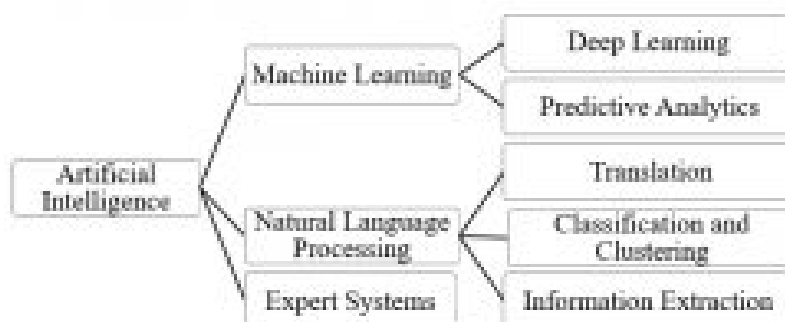 Deep Learning
Machine Learning
Predictive Analytics
Artificial
Intelligence
Translation
Natural Language
Processing
Classification and
Clustering
Expert Systems
Information Extraction